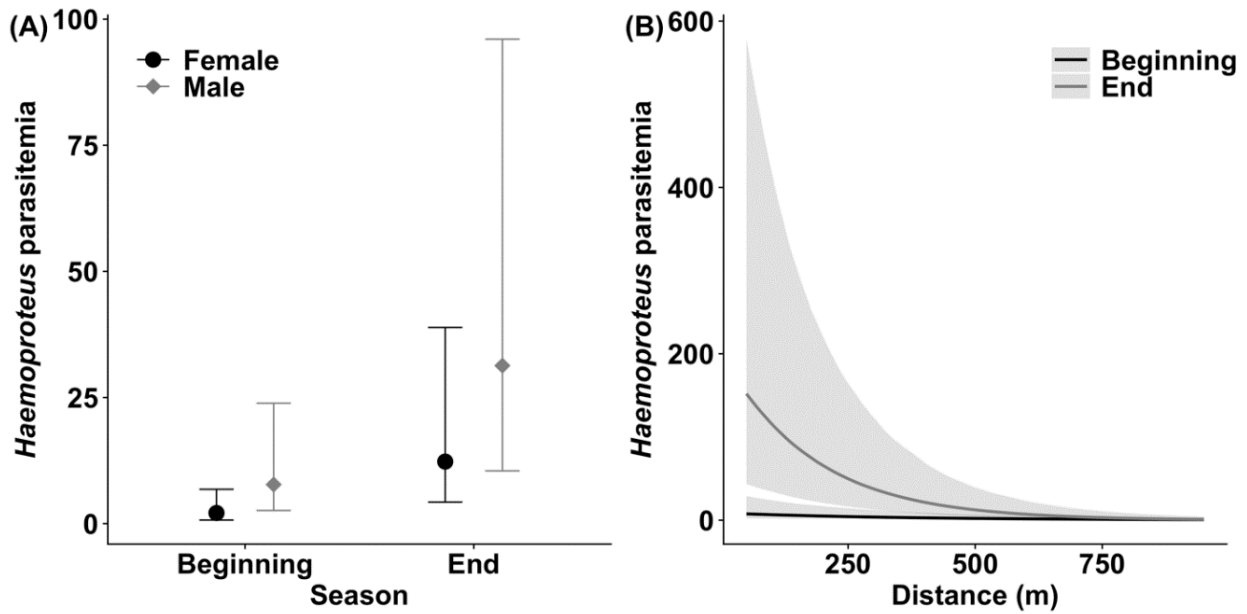 (A)
Haemoproteus parasitemia
100
75
50
25
0
Female
Male
Beginning
End
Season
(B)
Haemoproteus parasitemia
600
400
200
0
Beginning
End
250
500
750
Distance (m)